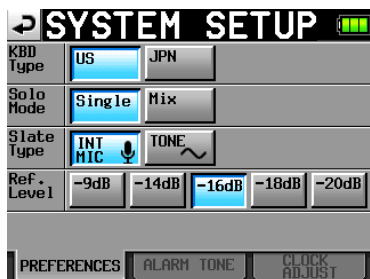 SYSTEM SETUP
KBD
Type
US
JPN
Solo
Mode
Single
Mix
Slate
Type
INT
MIC
TONE
Ref.
Level
-9dB
-14dB
-16dB
-18dB
-20dB
PREFERENCES
ALARM TONE
CLOCK
ADJUST